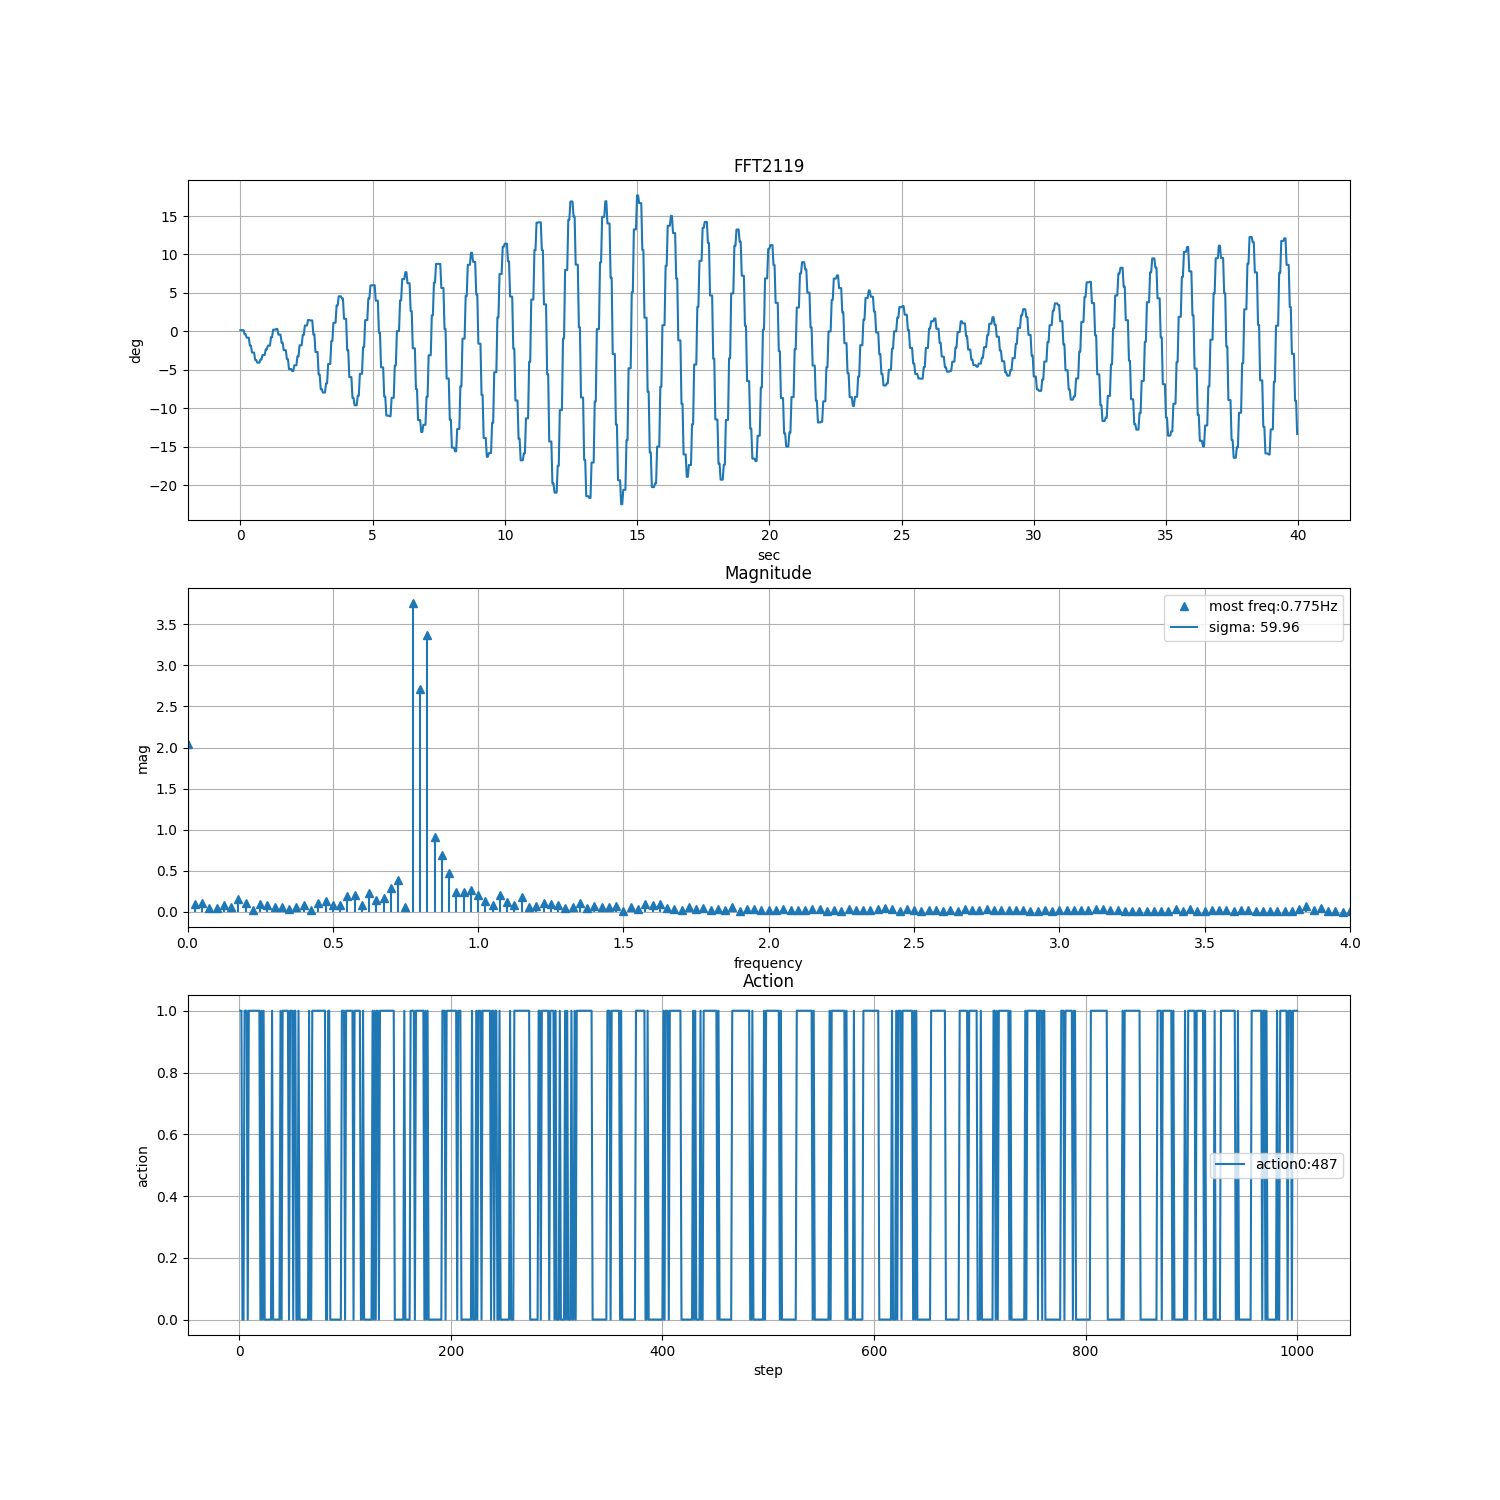 FFT2119
15
10
5
0
−5
−10
−15
−20
deg
0 5 10 15 20 25 30 35 40
sec
Magnitude
most freq:0.775Hz
sigma: 59.96
3.5
3.0
2.5
2.0
1.5
1.0
0.5
0.0
mag
0.0 0.5 1.0 1.5 2.0 2.5 3.0 3.5 4.0
frequency
Action
1.0
0.8
0.6
0.4
0.2
0.0
action
action0:487
0 200 400 600 800 1000
step